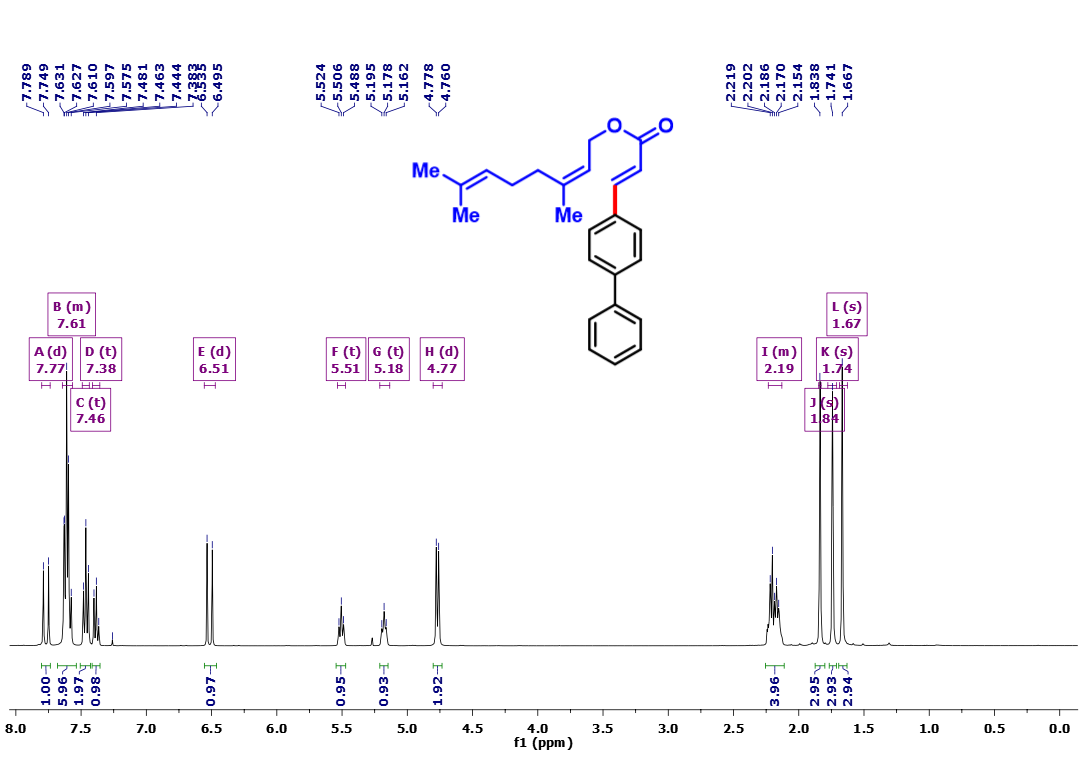 7.789
7.749
7.631
7.627
7.610
7.597
7.575
7.481
7.463
7.444
7.383
6.535
6.495
5.524
5.506
5.488
5.195
5.178
5.162
4.778
4.760
2.219
2.202
2.186
2.170
2.154
1.838
1.741
1.667
O
O
Me
Me
Me
B (m)
7.61
L (s)
1.67
A (d)
7.77
D (t)
7.38
E (d)
6.51
F (t)
5.51
G (t)
5.18
H (d)
4.77
I (m)
2.19
K (s)
1.74
C (t)
7.46
J (s)
1.84
1.00
5.96
1.97
0.98
0.97
0.95
0.93
1.92
3.96
2.95
2.93
2.94
8.0 7.5 7.0 6.5 6.0 5.5 5.0 4.5 4.0 3.5 3.0 2.5 2.0 1.5 1.0 0.5 0.0
f1 (ppm)